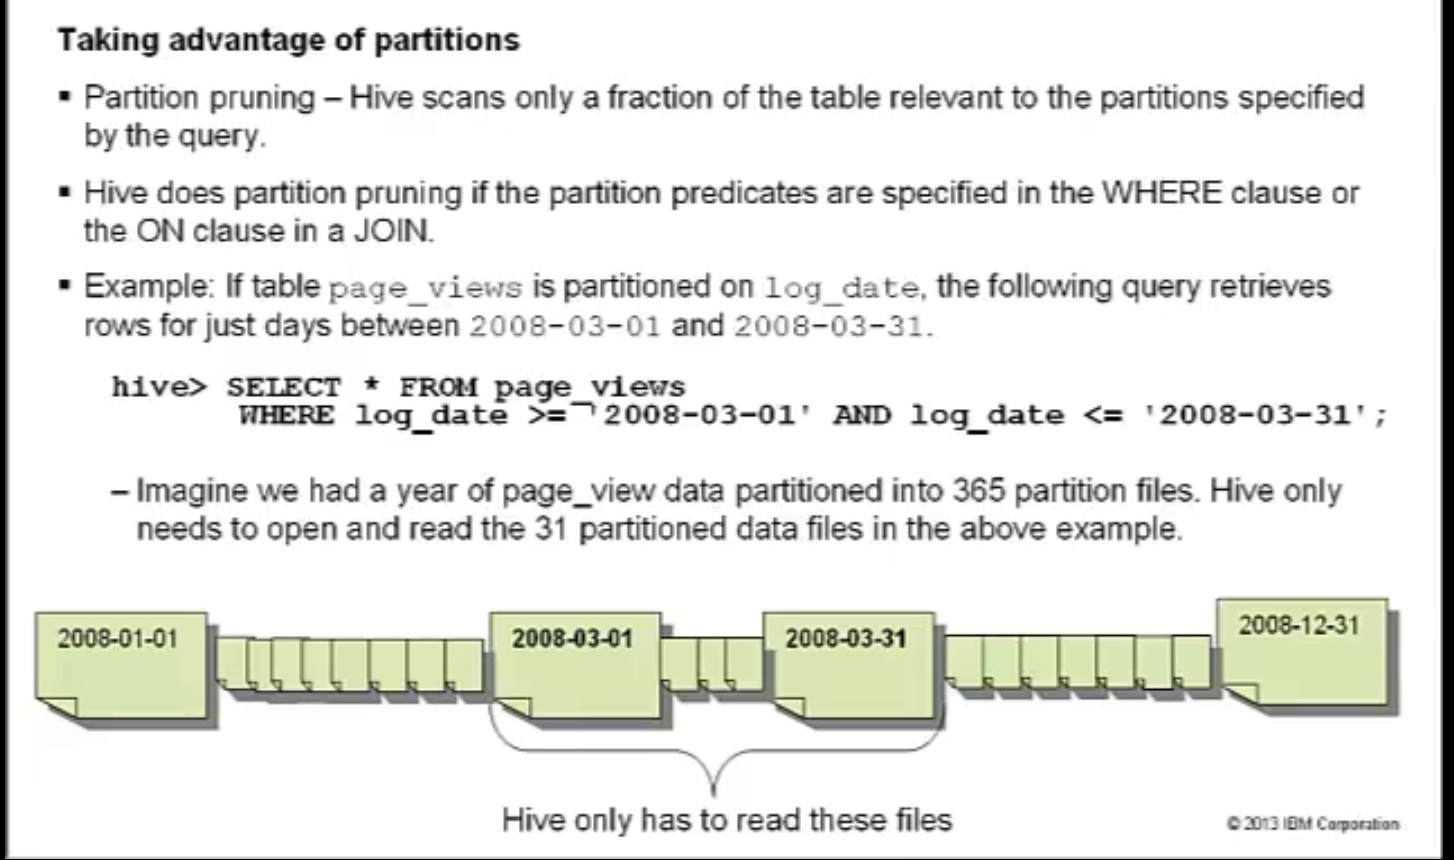 Taking advantage of partitions
▪ Partition pruning – Hive scans only a fraction of the table relevant to the partitions specified
by the query.
▪ Hive does partition pruning if the partition predicates are specified in the WHERE clause or
the ON clause in a JOIN.
▪ Example: If table page_views is partitioned on log_date, the following query retrieves
rows for just days between 2008-03-01 and 2008-03-31.
hive> SELECT * FROM page_views
WHERE log_date >= '2008-03-01' AND log_date <= '2008-03-31';
– Imagine we had a year of page_view data partitioned into 365 partition files. Hive only
needs to open and read the 31 partitioned data files in the above example.
2008-01-01
2008-03-01
2008-03-31
2008-12-31
Hive only has to read these files
© 2013 IBM Corporation